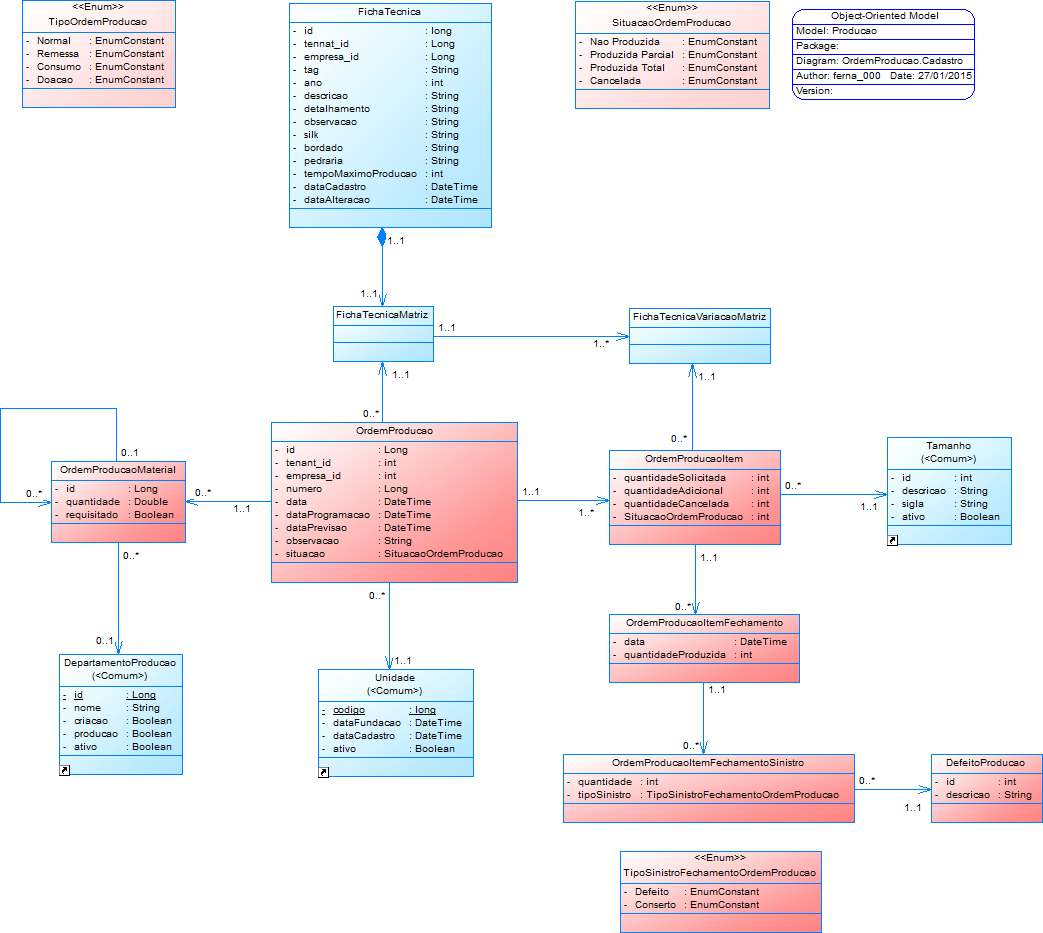 <<Enum>>
TipoOrdemProducao
- Normal : EnumConstant
- Remessa : EnumConstant
- Consumo : EnumConstant
- Doacao : EnumConstant
FichaTecnica
- id : long
- tennat_id : Long
- empresa_id : Long
- tag : String
- ano : int
- descricao : String
- detalhamento : String
- observacao : String
- silk : String
- bordado : String
- pedraria : String
- tempoMaximoProducao : int
- dataCadastro : DateTime
- dataAlteracao : DateTime
<<Enum>>
SituacaoOrdemProducao
- Nao Produzida : EnumConstant
- Produzida Parcial : EnumConstant
- Produzida Total : EnumConstant
- Cancelada : EnumConstant
Object-Oriented Model
Model: Producao
Package:
Diagram: OrdemProducao.Cadastro
Author: ferna_000 Date: 27/01/2015
Version:
1..1
1..1
FichaTecnicaMatriz
1..1
1..*
FichaTecnicaVariacaoMatriz
1..1
0..*
1..1
0..*
0..1
0..*
OrdemProducaoMaterial
- id : Long
- quantidade : Double
- requisitado : Boolean
0..*
1..1
OrdemProducao
- id : Long
- tenant_id : int
- empresa_id : int
- numero : Long
- data : DateTime
- dataProgramacao : DateTime
- dataPrevisao : DateTime
- observacao : String
- situacao : SituacaoOrdemProducao
1..1
1..*
OrdemProducaoItem
- quantidadeSolicitada : int
- quantidadeAdicional : int
- quantidadeCancelada : int
- SituacaoOrdemProducao : int
0..*
1..1
Tamanho
(<Comum>)
- id : int
- descricao : String
- sigla : String
- ativo : Boolean
0..*
0..1
DepartamentoProducao
(<Comum>)
- id : Long
- nome : String
- criacao : Boolean
- producao : Boolean
- ativo : Boolean
0..*
1..1
Unidade
(<Comum>)
- codigo : long
- dataFundacao : DateTime
- dataCadastro : DateTime
- ativo : Boolean
1..1
0..*
OrdemProducaoItemFechamento
- data : DateTime
- quantidadeProduzida : int
1..1
0..*
OrdemProducaoItemFechamentoSinistro
- quantidade : int
- tipoSinistro : TipoSinistroFechamentoOrdemProducao
0..*
1..1
DefeitoProducao
- id : int
- descricao : String
<<Enum>>
TipoSinistroFechamentoOrdemProducao
- Defeito : EnumConstant
- Conserto : EnumConstant